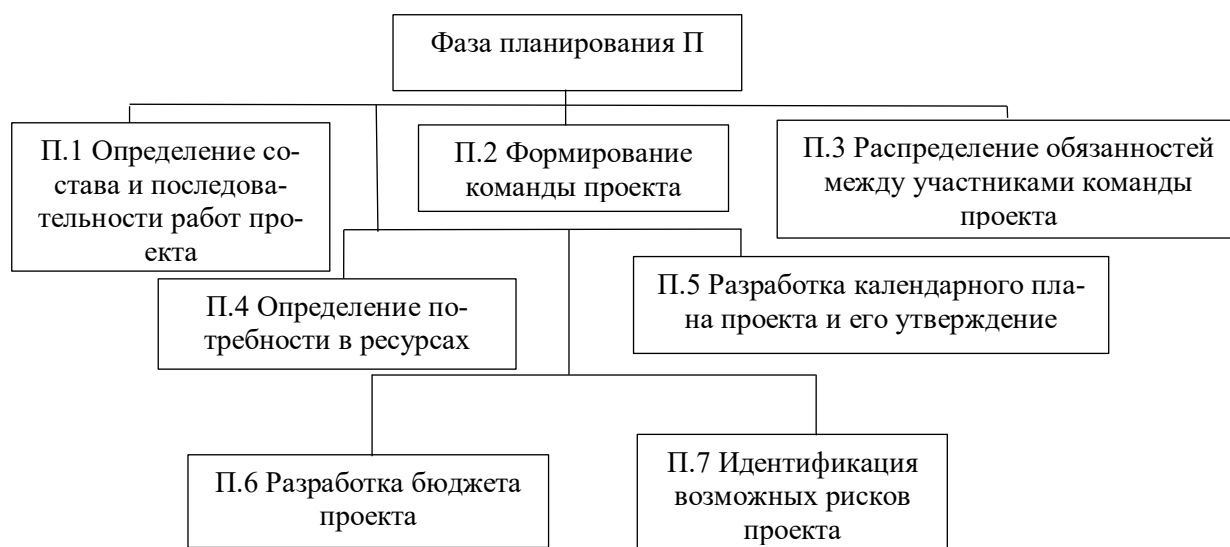 Фаза планирования П
П.1 Определение со-
става и последова-
тельности работ про-
екта
П.2 Формирование
команды проекта
П.3 Распределение обязанностей
между участниками команды
проекта
П.4 Определение по-
требности в ресурсах
П.5 Разработка календарного пла-
на проекта и его утверждение
П.6 Разработка бюджета
проекта
П.7 Идентификация
возможных рисков
проекта